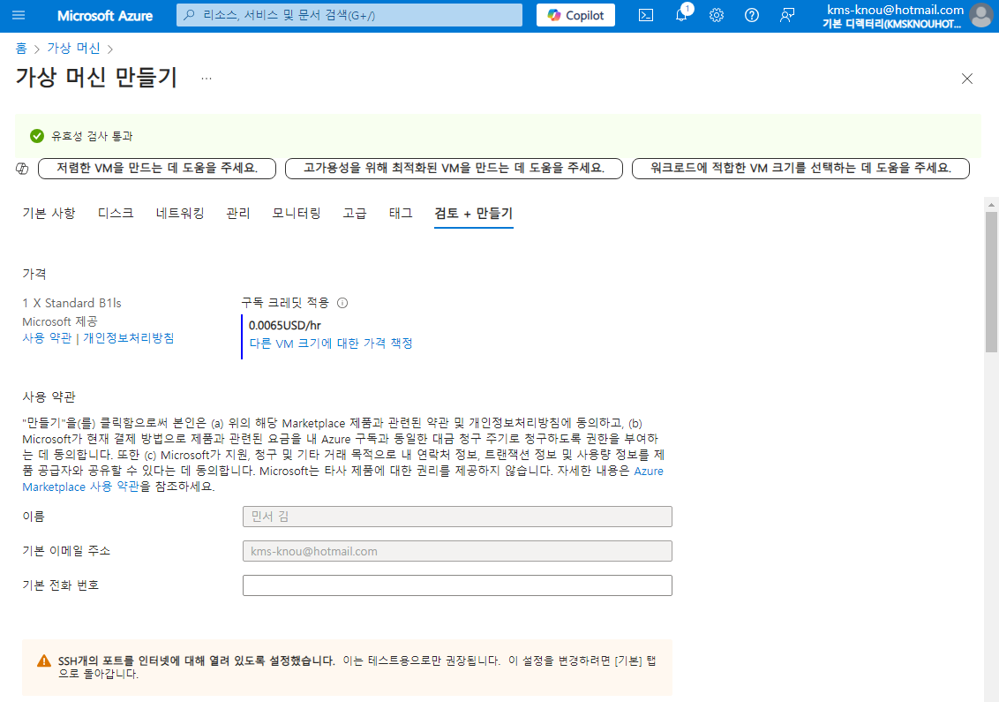 Microsoft Azure
리소스, 서비스 및 문서 검색(G+/)
Copilot
1
kms-knou@hotmail.com
기본 디렉터리(KMSKNOUHOT...
홈 > 가상 머신 >
가상 머신 만들기 ...
유효성 검사 통과
저렴한 VM을 만드는 데 도움을 주세요.
고가용성을 위해 최적화된 VM을 만드는 데 도움을 주세요.
워크로드에 적합한 VM 크기를 선택하는 데 도움을 주세요.
기본 사항 디스크 네트워킹 관리 모니터링 고급 태그 검토 + 만들기
가격
1 X Standard B1ls
Microsoft 제공
사용 약관 | 개인정보처리방침
구독 크레딧 적용
0.0065USD/hr
다른 VM 크기에 대한 가격 책정
사용 약관
"만들기"을(를) 클릭함으로써 본인은 (a) 위의 해당 Marketplace 제품과 관련된 약관 및 개인정보처리방침에 동의하고, (b)
Microsoft가 현재 결제 방법으로 제품과 관련된 요금을 내 Azure 구독과 동일한 대금 청구 주기로 청구하도록 권한을 부여하
는 데 동의합니다. 또한 (c) Microsoft가 지원, 청구 및 기타 거래 목적으로 내 연락처 정보, 트랜잭션 정보 및 사용량 정보를 제
품 공급자와 공유할 수 있다는 데 동의합니다. Microsoft는 타사 제품에 대한 권리를 제공하지 않습니다. 자세한 내용은 Azure
Marketplace 사용 약관을 참조하세요.
이름
민서 김
기본 이메일 주소
kms-knou@hotmail.com
기본 전화 번호
SSH개의 포트를 인터넷에 대해 열려 있도록 설정했습니다. 이는 테스트용으로만 권장됩니다. 이 설정을 변경하려면 [기본] 탭
으로 돌아갑니다.